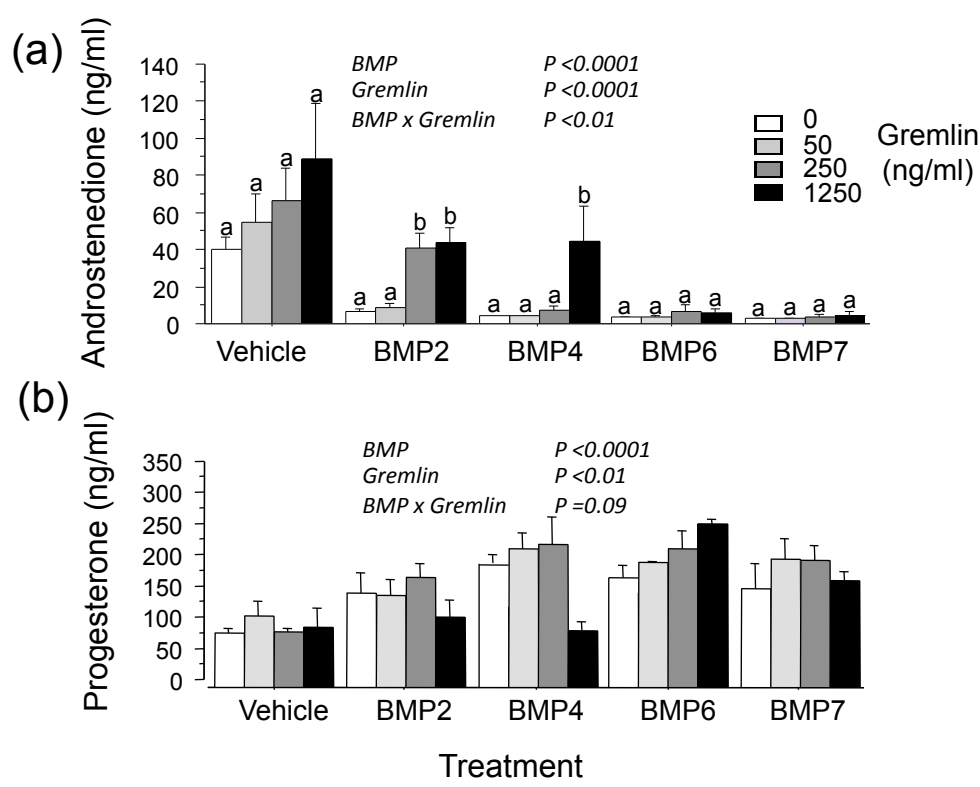 (a)
Androstenedione (ng/ml)
140
120
100
80
60
40
20
0
BMP P <0.0001
Gremlin P <0.0001
BMP x Gremlin P <0.01
0
50
250
1250
Gremlin
(ng/ml)
a a a a
a a b b
a a a b
a a a a
a a a a
Vehicle BMP2 BMP4 BMP6 BMP7
(b)
Progesterone (ng/ml)
350
300
250
200
150
100
50
0
BMP P <0.0001
Gremlin P <0.01
BMP x Gremlin P =0.09
Vehicle BMP2 BMP4 BMP6 BMP7
Treatment